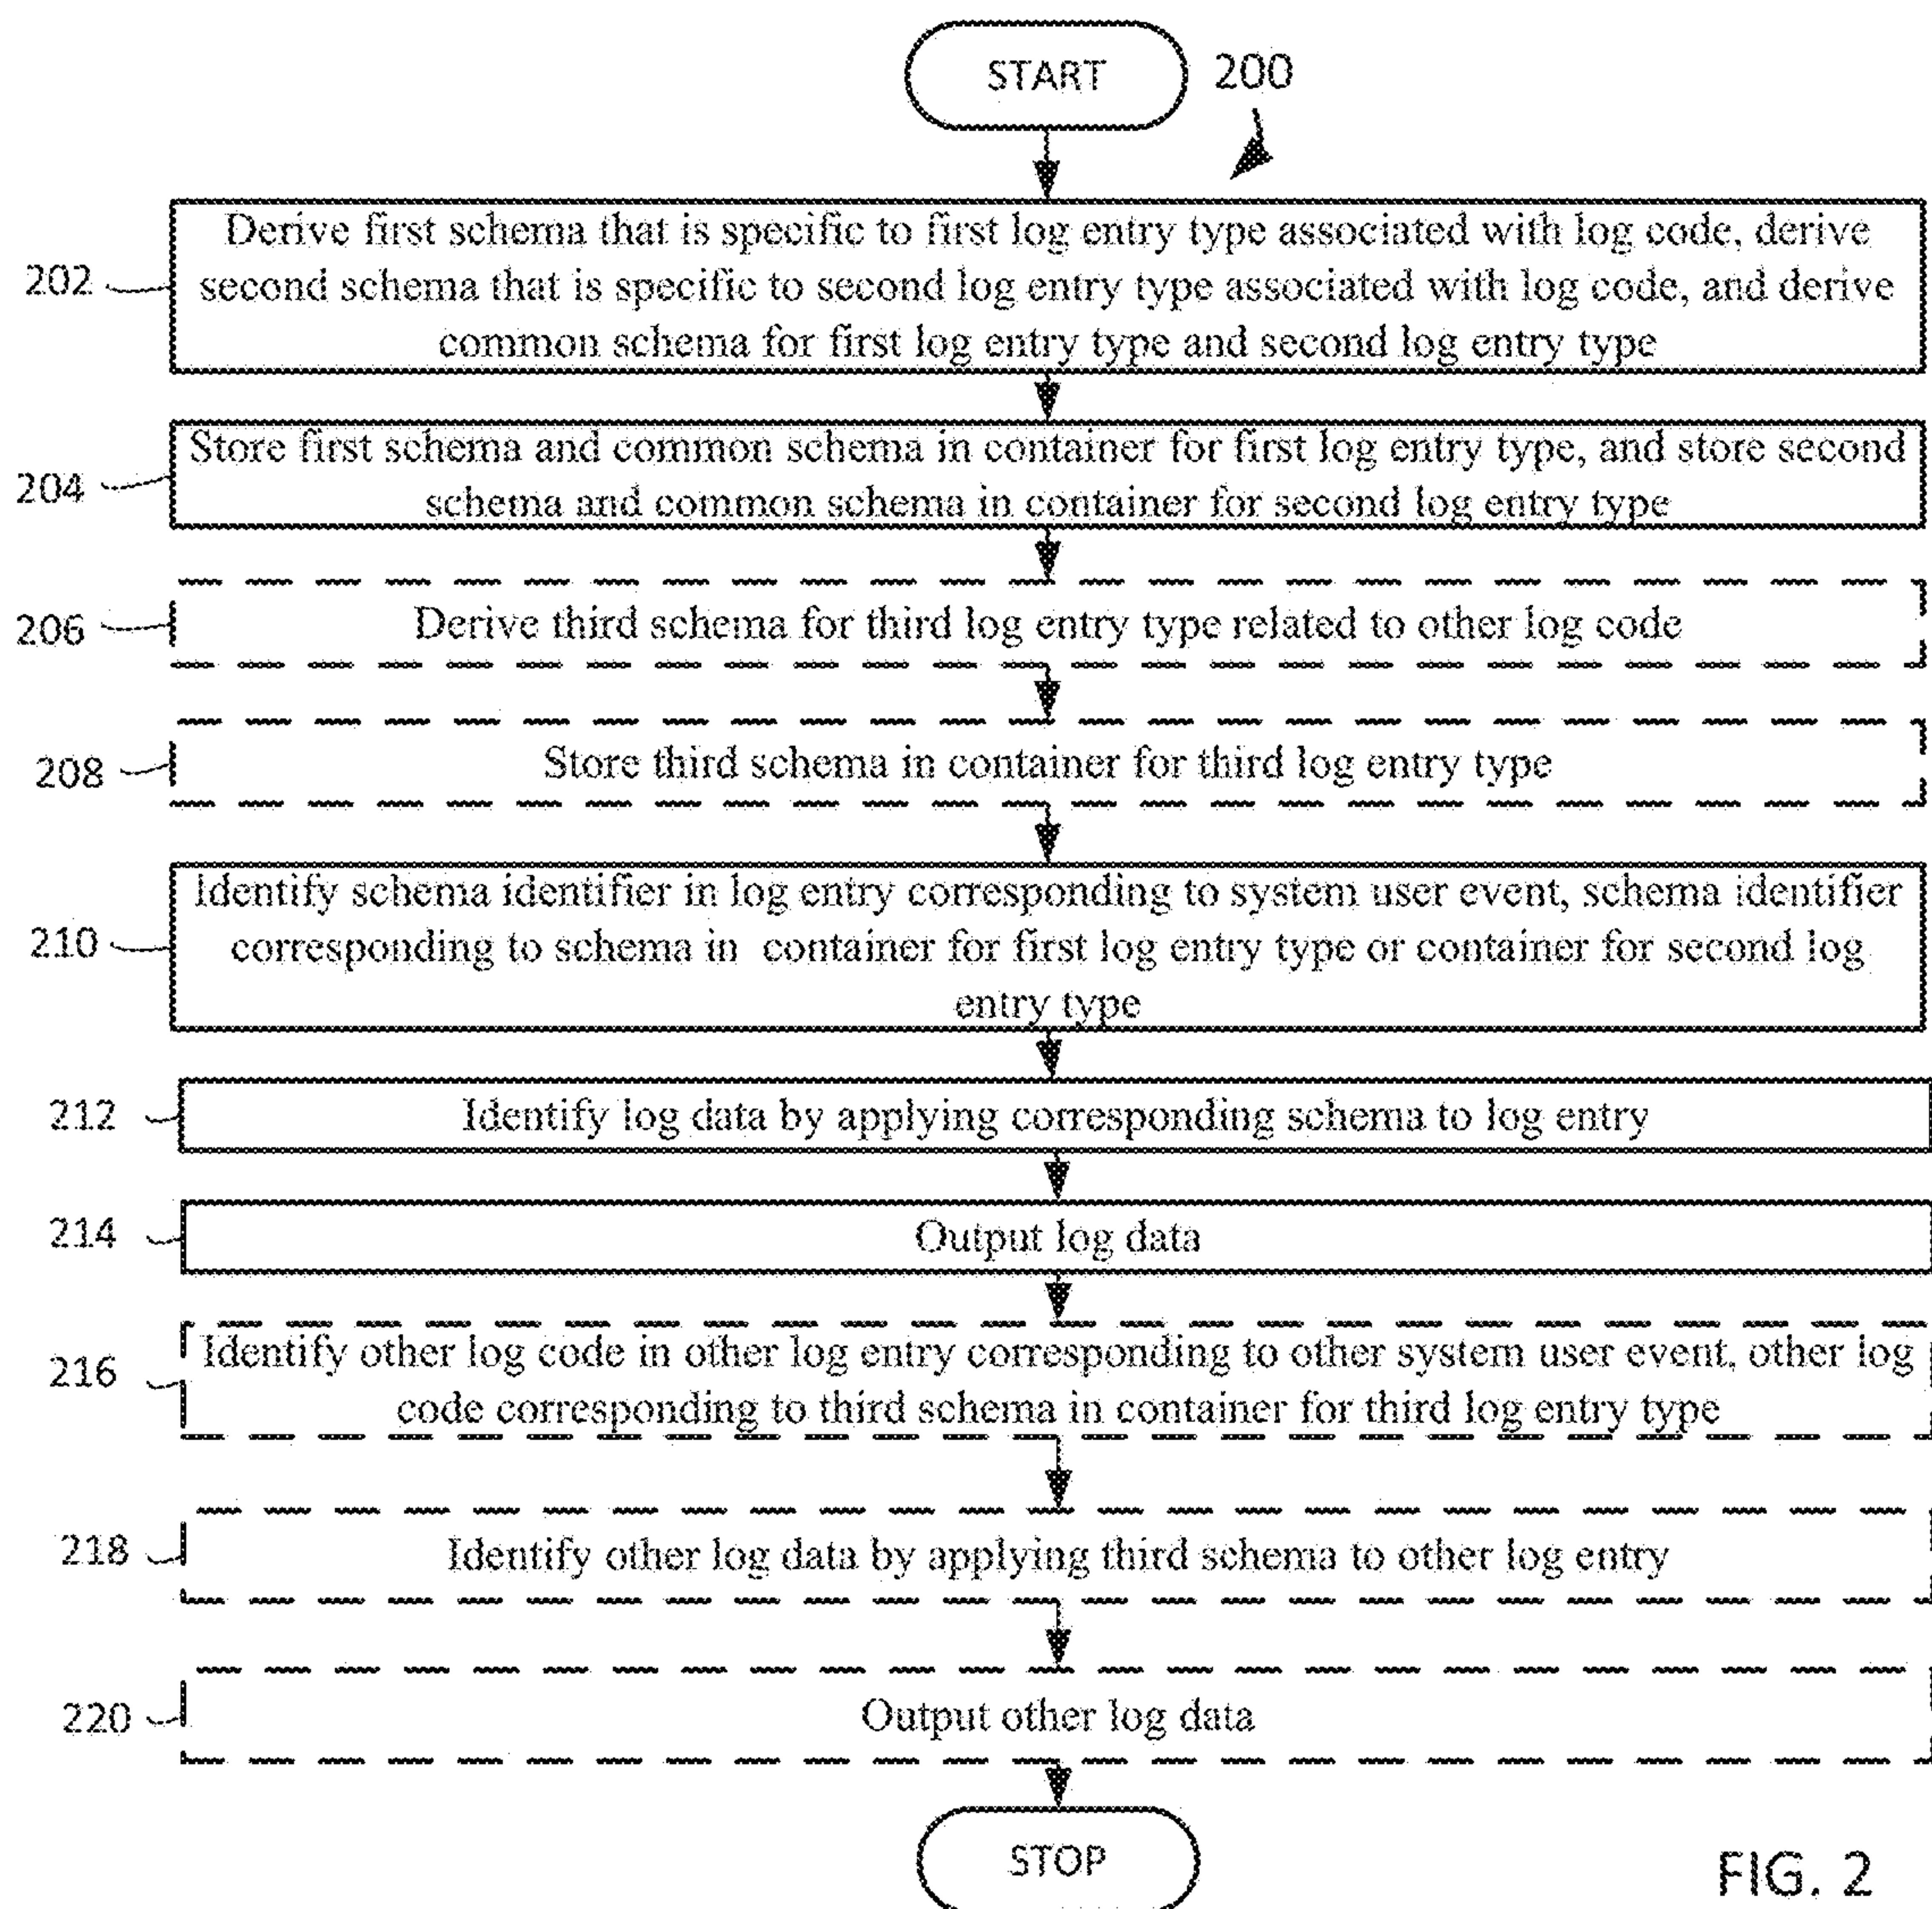 START
200
202
Derive first schema that is specific to first log entry type associated with log code, derive
second schema that is specific to second log entry type associated with log code, and derive
common schema for first log entry type and second log entry type
204
Store first schema and common schema in container for first log entry type, and store second
schema and common schema in container for second log entry type
206
Derive third schema for third log entry type related to other log code
208
Store third schema in container for third log entry type
210
Identify schema identifier in log entry corresponding to system user event, schema identifier
corresponding to schema in container for first log entry type or container for second log
entry type
212
Identify log data by applying corresponding schema to log entry
214
Output log data
216
Identify other log code in other log entry corresponding to other system user event, other log
code corresponding to third schema in container for third log entry type
218
Identify other log data by applying third schema to other log entry
220
Output other log data
STOP
FIG. 2